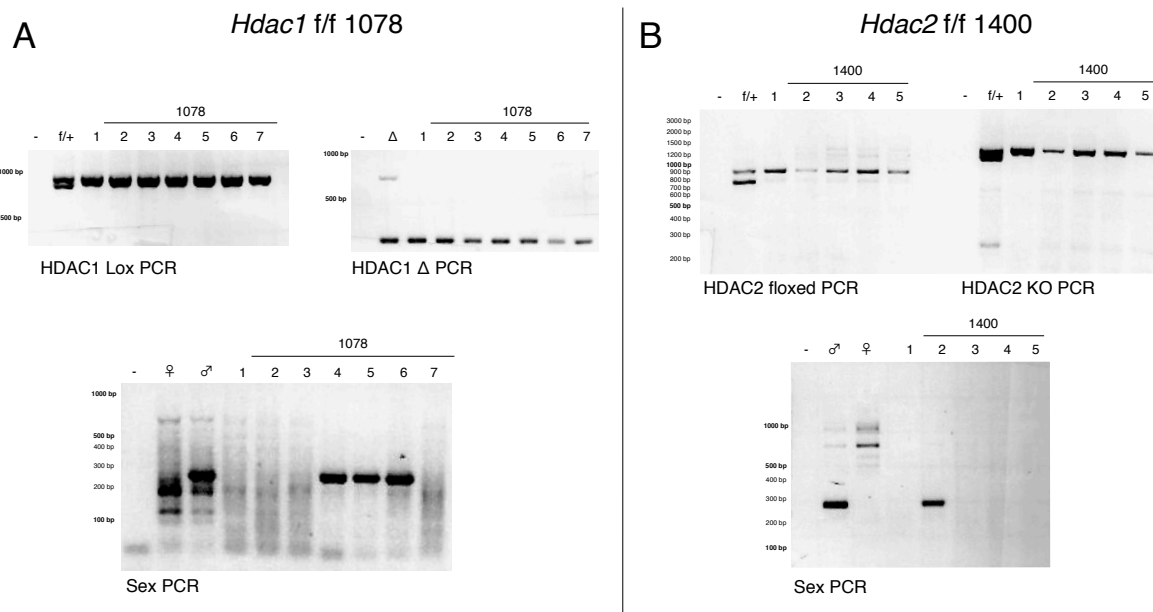 A
Hdac1 f/f 1078
1078
- f/+ 1 2 3 4 5 6 7
1000 bp
500 bp
HDAC1 Lox PCR
1078
- Δ 1 2 3 4 5 6 7
1000 bp
500 bp
HDAC1 Δ PCR
1078
- ♀ ♂ 1 2 3 4 5 6 7
1000 bp
500 bp
400 bp
300 bp
200 bp
100 bp
Sex PCR
B
Hdac2 f/f 1400
1400
- f/+ 1 2 3 4 5
3000 bp
2000 bp
1500 bp
1200 bp
1000 bp
900 bp
800 bp
700 bp
600 bp
500 bp
400 bp
300 bp
200 bp
HDAC2 floxed PCR
1400
- f/+ 1 2 3 4 5
HDAC2 KO PCR
1400
- ♂ ♀ 1 2 3 4 5
1000 bp
500 bp
400 bp
300 bp
200 bp
100 bp
Sex PCR